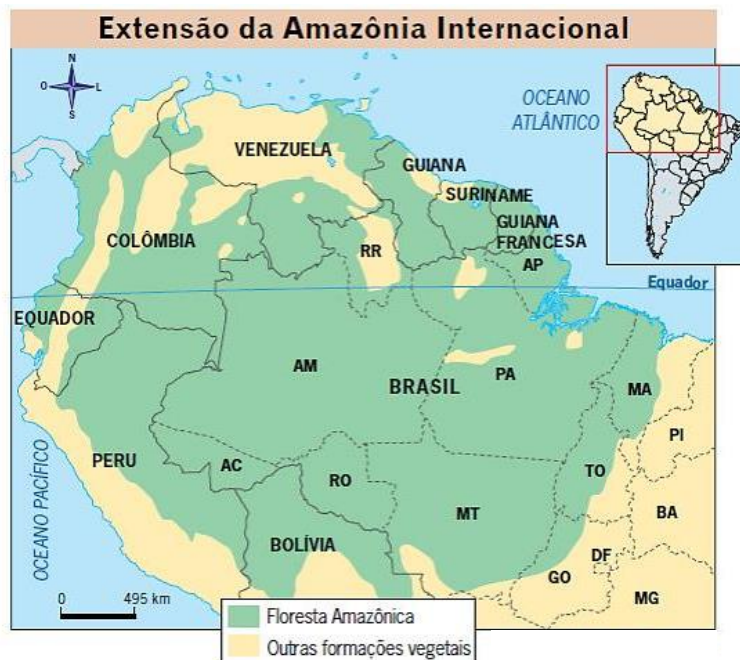 Extensão da Amazônia Internacional
N
O
L
S
OCEANO
ATLÂNTICO
VENEZUELA
GUIANA
SURINAME
GUIANA
FRANCESA
COLÔMBIA
RR
AP
Equador
EQUADOR
AM
BRASIL
PA
MA
PI
PERU
AC
RO
TO
MT
BA
BOLÍVIA
DF
GO
MG
OCEANO PACÍFICO
0 495 km
Floresta Amazônica
Outras formações vegetais